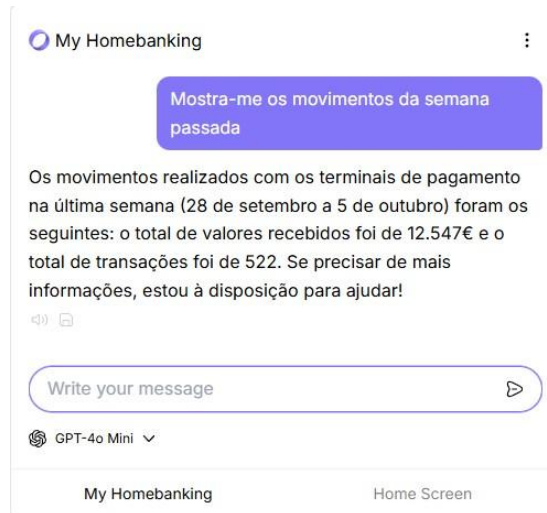 My Homebanking
Mostra-me os movimentos da semana
passada
Os movimentos realizados com os terminais de pagamento
na última semana (28 de setembro a 5 de outubro) foram os
seguintes: o total de valores recebidos foi de 12.547€ e o
total de transações foi de 522. Se precisar de mais
informações, estou à disposição para ajudar!
Write your message
GPT-4o Mini
My Homebanking Home Screen